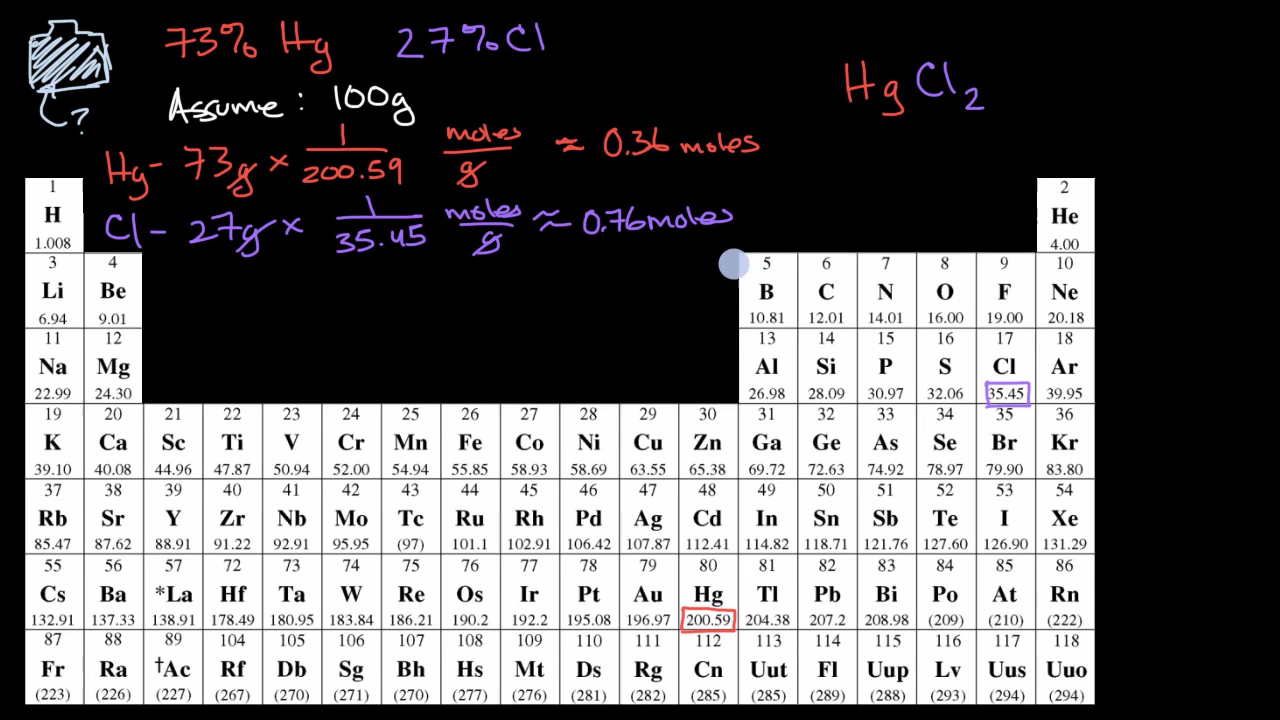 73% Hg 27% Cl
Hg Cl2
?
Assume: 100g
Hg - 73g × 1/200.59 moles/g ≈ 0.36 moles
Cl - 27g × 1/35.45 moles/g ≈ 0.76 moles
1 2
H He
1.008 4.00
3 4 5 6 7 8 9 10
Li Be B C N O F Ne
6.94 9.01 10.81 12.01 14.01 16.00 19.00 20.18
11 12 13 14 15 16 17 18
Na Mg Al Si P S Cl Ar
22.99 24.30 26.98 28.09 30.97 32.06 35.45 39.95
19 20 21 22 23 24 25 26 27 28 29 30 31 32 33 34 35 36
K Ca Sc Ti V Cr Mn Fe Co Ni Cu Zn Ga Ge As Se Br Kr
39.10 40.08 44.96 47.87 50.94 52.00 54.94 55.85 58.93 58.69 63.55 65.38 69.72 72.63 74.92 78.97 79.90 83.80
37 38 39 40 41 42 43 44 45 46 47 48 49 50 51 52 53 54
Rb Sr Y Zr Nb Mo Tc Ru Rh Pd Ag Cd In Sn Sb Te I Xe
85.47 87.62 88.91 91.22 92.91 95.95 (97) 101.1 102.91 106.42 107.87 112.41 114.82 118.71 121.76 127.60 126.90 131.29
55 56 57 72 73 74 75 76 77 78 79 80 81 82 83 84 85 86
Cs Ba *La Hf Ta W Re Os Ir Pt Au Hg Tl Pb Bi Po At Rn
132.91 137.33 138.91 178.49 180.95 183.84 186.21 190.2 192.2 195.08 196.97 200.59 204.38 207.2 208.98 (209) (210) (222)
87 88 89 104 105 106 107 108 109 110 111 112 113 114 115 116 117 118
Fr Ra †Ac Rf Db Sg Bh Hs Mt Ds Rg Cn Uut Fl Uup Lv Uus Uuo
(223) (226) (227) (267) (270) (271) (270) (277) (276) (281) (282) (285) (285) (289) (288) (293) (294) (294)